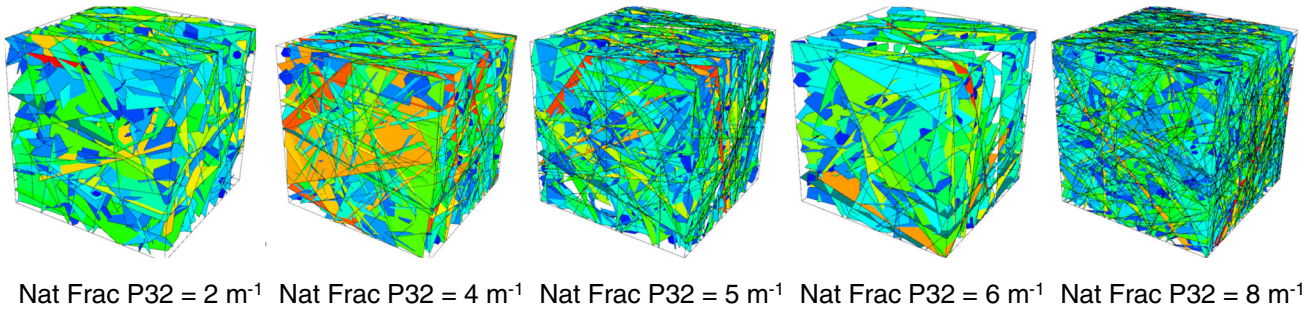 Nat Frac P32 = 2 m⁻¹ Nat Frac P32 = 4 m⁻¹ Nat Frac P32 = 5 m⁻¹ Nat Frac P32 = 6 m⁻¹ Nat Frac P32 = 8 m⁻¹